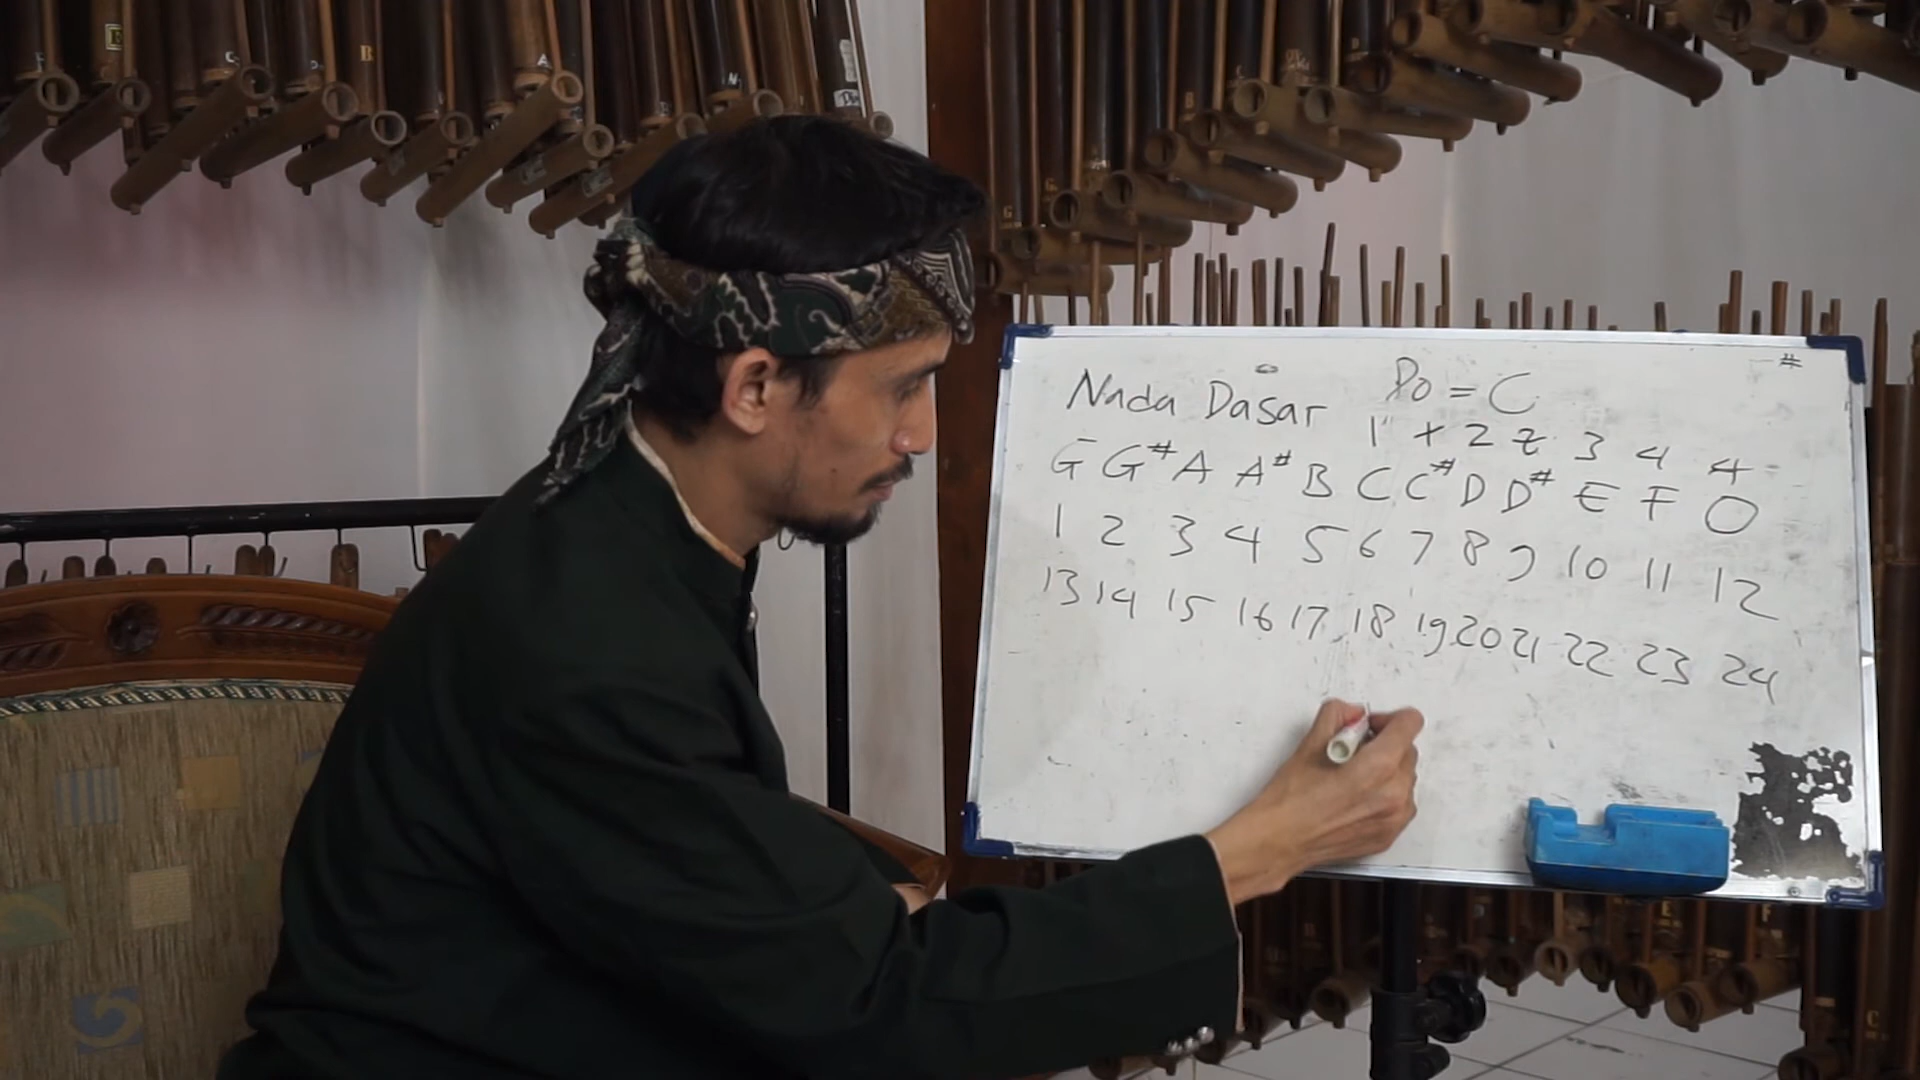 #
Nada Dasar Do = C
1 + 2 2 3 4 4
G G# A A# B C C# D D# E F O
1 2 3 4 5 6 7 8 9 10 11 12
13 14 15 16 17 18 19 20 21 22 23 24